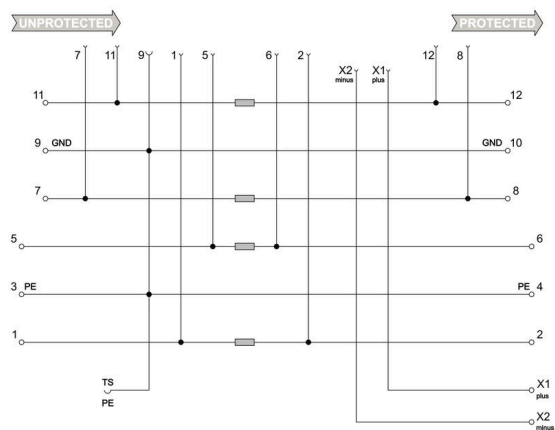 UNPROTECTED
PROTECTED
7 11 9 1 5 6 2 12 8
X2 X1
minus plus
11 12
9 GND GND 10
7 8
5 6
3 PE PE 4
1 2
TS
PE
X1
plus
X2
minus